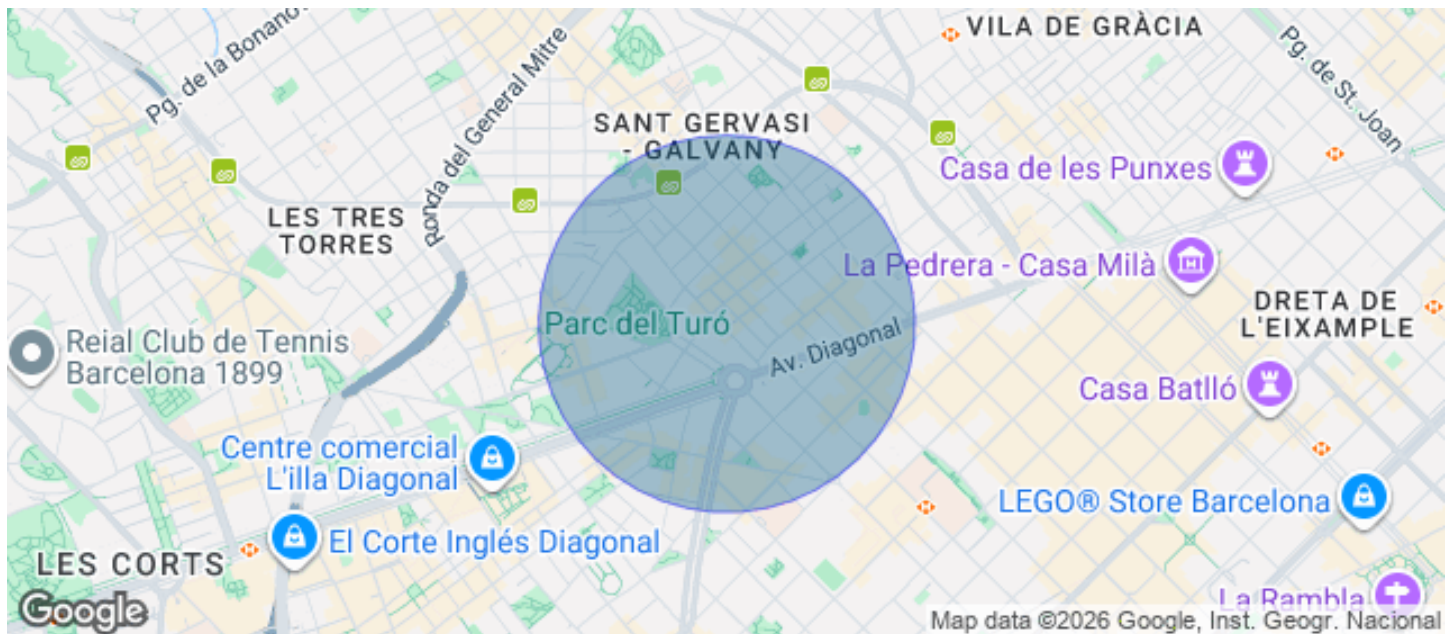 VILA DE GRÀCIA
Pg. de la Bonanov
Ronda del General Mitre
Pg. de St. Joan
SANT GERVASI
- GALVANY
Casa de les Punxes
LES TRES
TORRES
La Pedrera - Casa Milà
DRETA DE
L'EIXAMPLE
Parc del Turó
Av. Diagonal
Reial Club de Tennis
Barcelona 1899
Casa Batlló
Centre comercial
L'illa Diagonal
LEGO® Store Barcelona
El Corte Inglés Diagonal
LES CORTS
La Rambla
Google
Map data ©2026 Google, Inst. Geogr. Nacional